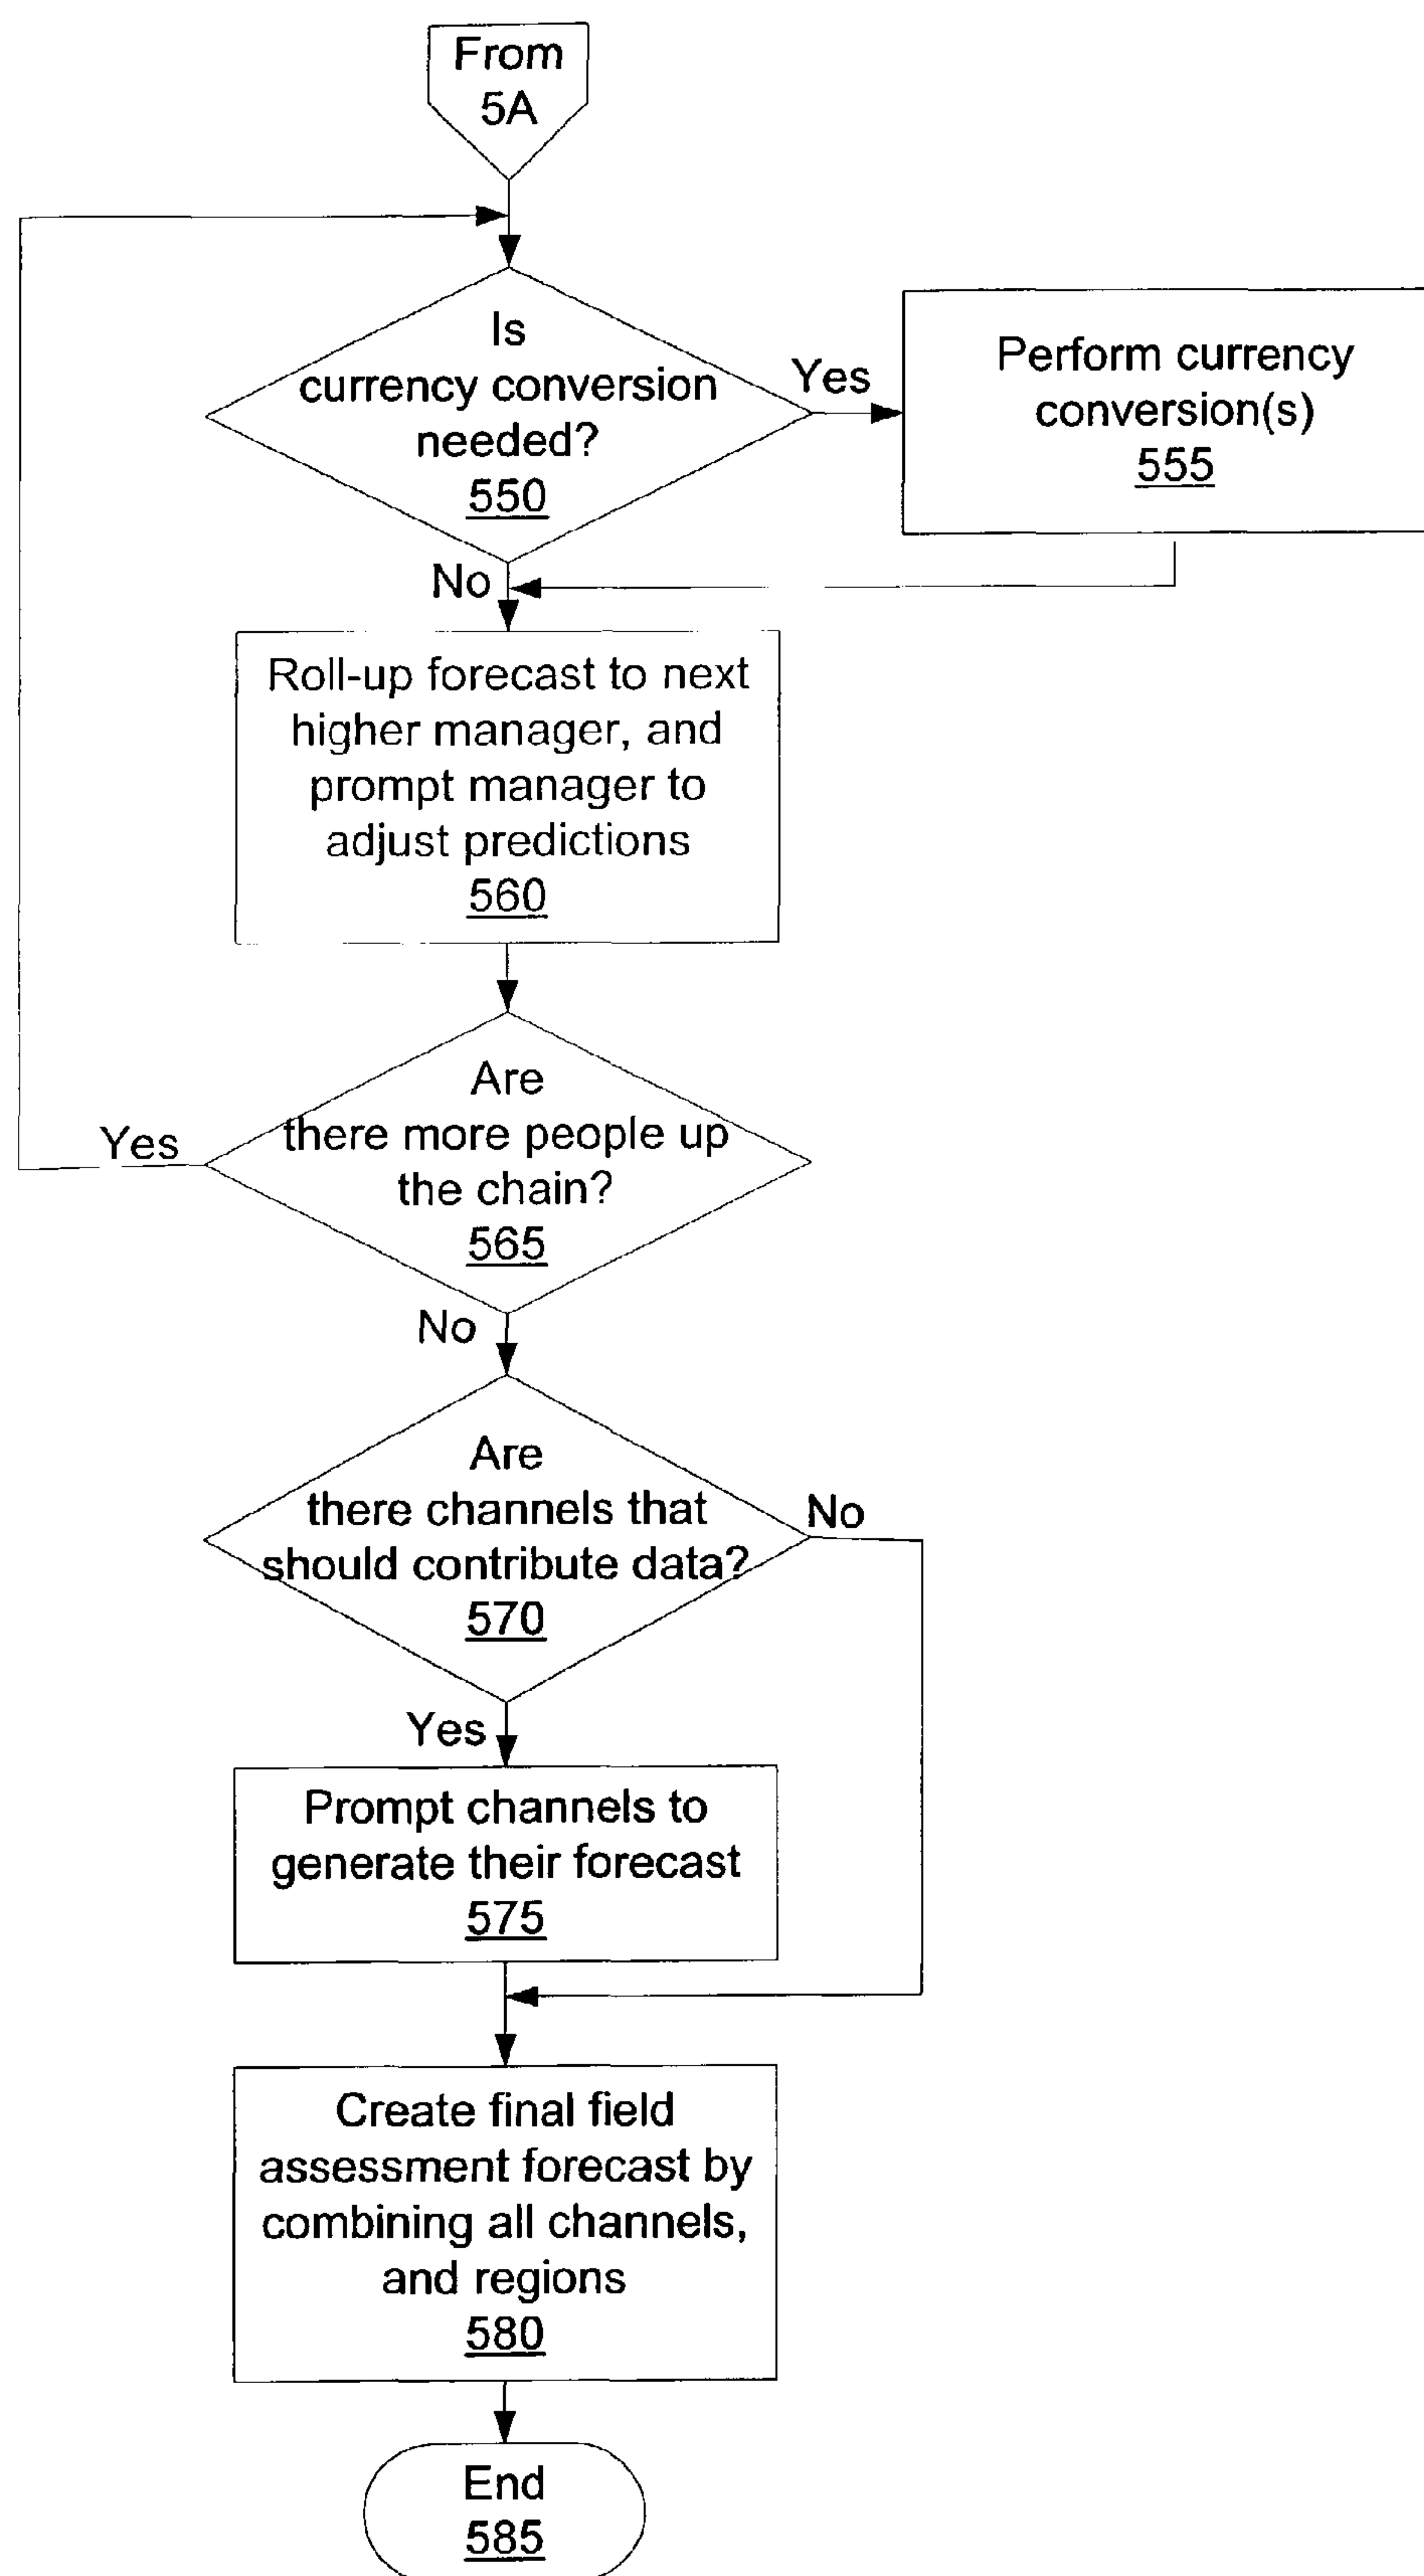 From
5A
Is
currency conversion
needed?
550
Yes
Perform currency
conversion(s)
555
No
Roll-up forecast to next
higher manager, and
prompt manager to
adjust predictions
560
Are
there more people up
the chain?
565
Yes
No
Are
there channels that
should contribute data?
570
No
Yes
Prompt channels to
generate their forecast
575
Create final field
assessment forecast by
combining all channels,
and regions
580
End
585